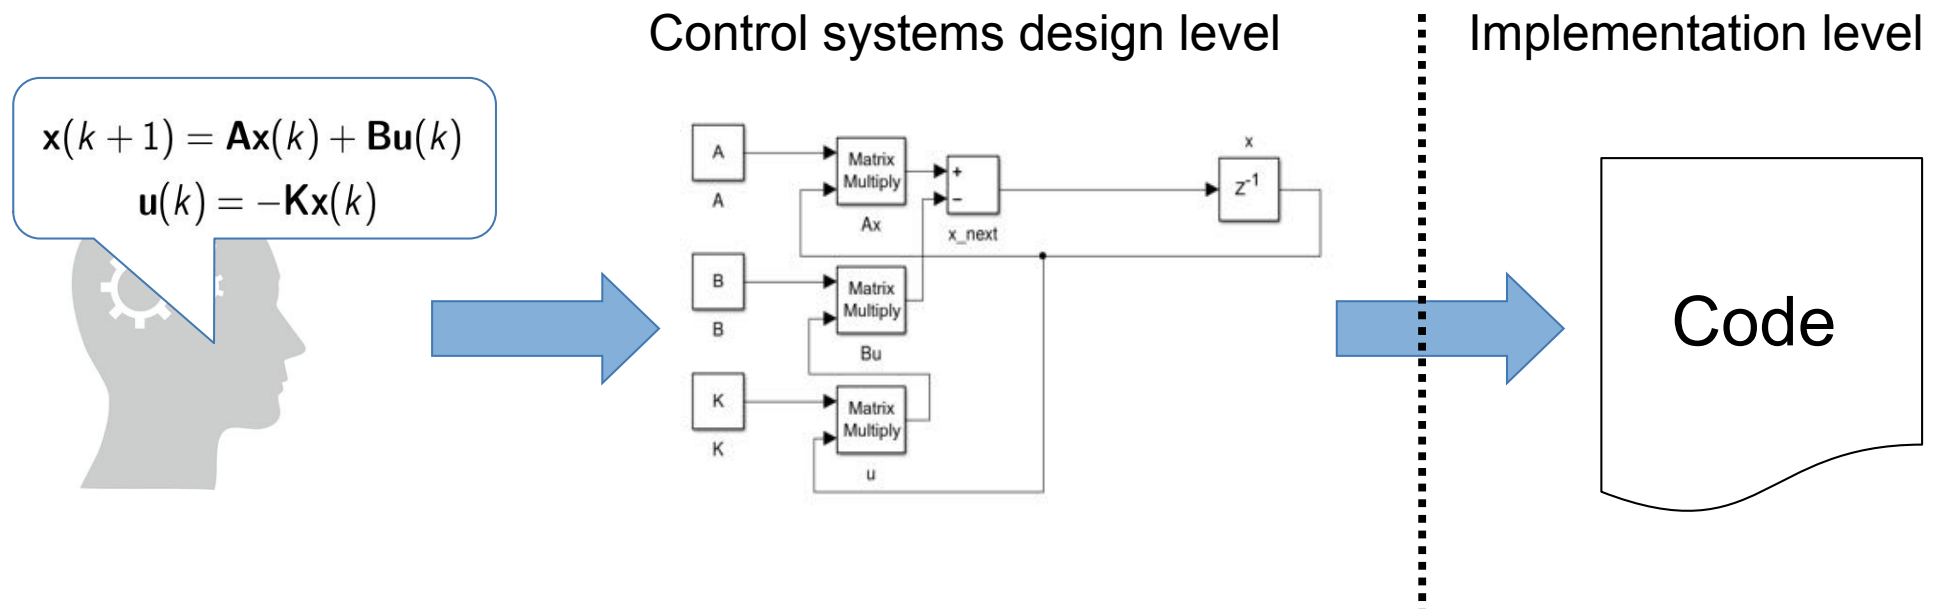 Control systems design level
Implementation level
x(k + 1) = Ax(k) + Bu(k)
u(k) = −Kx(k)
A
A
Matrix
Multiply
Ax
+
−
x_next
x
Z⁻¹
B
B
Matrix
Multiply
Bu
K
K
Matrix
Multiply
u
Code